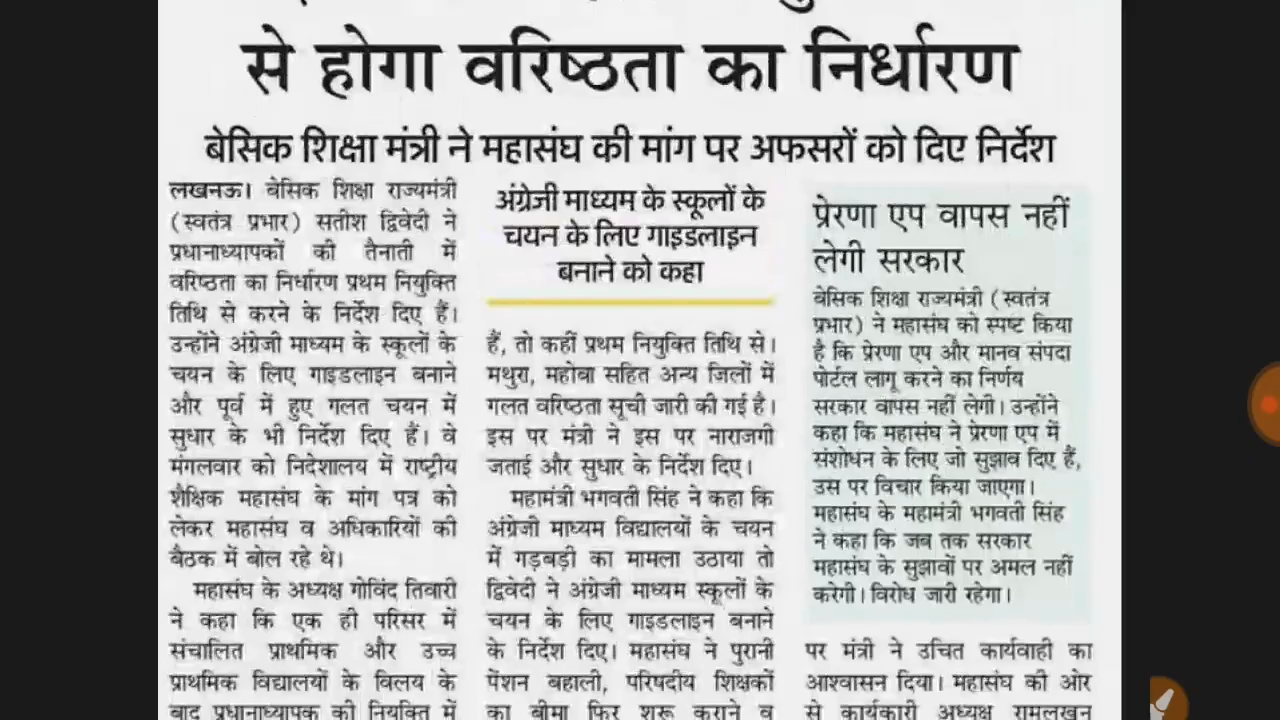 से होगा वरिष्ठता का निर्धारण
बेसिक शिक्षा मंत्री ने महासंघ की मांग पर अफसरों को दिए निर्देश
लखनऊ। बेसिक शिक्षा राज्यमंत्री
(स्वतंत्र प्रभार) सतीश द्विवेदी ने
प्रधानाध्यापकों की तैनाती में
वरिष्ठता का निर्धारण प्रथम नियुक्ति
तिथि से करने के निर्देश दिए हैं।
उन्होंने अंग्रेजी माध्यम के स्कूलों के
चयन के लिए गाइडलाइन बनाने
और पूर्व में हुए गलत चयन में
सुधार के भी निर्देश दिए हैं। वे
मंगलवार को निदेशालय में राष्ट्रीय
शैक्षिक महासंघ के मांग पत्र को
लेकर महासंघ व अधिकारियों की
बैठक में बोल रहे थे।
महासंघ के अध्यक्ष गोविंद तिवारी
ने कहा कि एक ही परिसर में
संचालित प्राथमिक और उच्च
प्राथमिक विद्यालयों के विलय के
बाद प्रधानाध्यापक की नियुक्ति में
अंग्रेजी माध्यम के स्कूलों के
चयन के लिए गाइडलाइन
बनाने को कहा
हैं, तो कहीं प्रथम नियुक्ति तिथि से।
मथुरा, महोबा सहित अन्य जिलों में
गलत वरिष्ठता सूची जारी की गई है।
इस पर मंत्री ने इस पर नाराजगी
जताई और सुधार के निर्देश दिए।
महामंत्री भगवती सिंह ने कहा कि
अंग्रेजी माध्यम विद्यालयों के चयन
में गड़बड़ी का मामला उठाया तो
द्विवेदी ने अंग्रेजी माध्यम स्कूलों के
चयन के लिए गाइडलाइन बनाने
के निर्देश दिए। महासंघ ने पुरानी
पेंशन बहाली, परिषदीय शिक्षकों
का बीमा फिर शुरू कराने व
प्रेरणा एप वापस नहीं
लेगी सरकार
बेसिक शिक्षा राज्यमंत्री (स्वतंत्र
प्रभार) ने महासंघ को स्पष्ट किया
है कि प्रेरणा एप और मानव संपदा
पोर्टल लागू करने का निर्णय
सरकार वापस नहीं लेगी। उन्होंने
कहा कि महासंघ ने प्रेरणा एप में
संशोधन के लिए जो सुझाव दिए हैं,
उस पर विचार किया जाएगा।
महासंघ के महामंत्री भगवती सिंह
ने कहा कि जब तक सरकार
महासंघ के सुझावों पर अमल नहीं
करेगी। विरोध जारी रहेगा।
पर मंत्री ने उचित कार्यवाही का
आश्वासन दिया। महासंघ की ओर
से कार्यकारी अध्यक्ष रामलखन